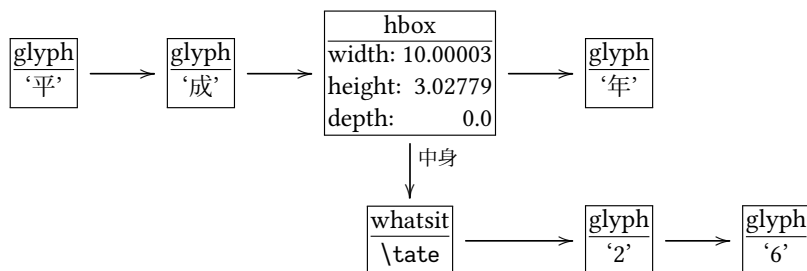 hbox
glyph
‘平’
glyph
‘成’
width: 10.00003
height: 3.02779
depth: 0.0
glyph
‘年’
中身
whatsit
\tate
glyph
‘2’
glyph
‘6’